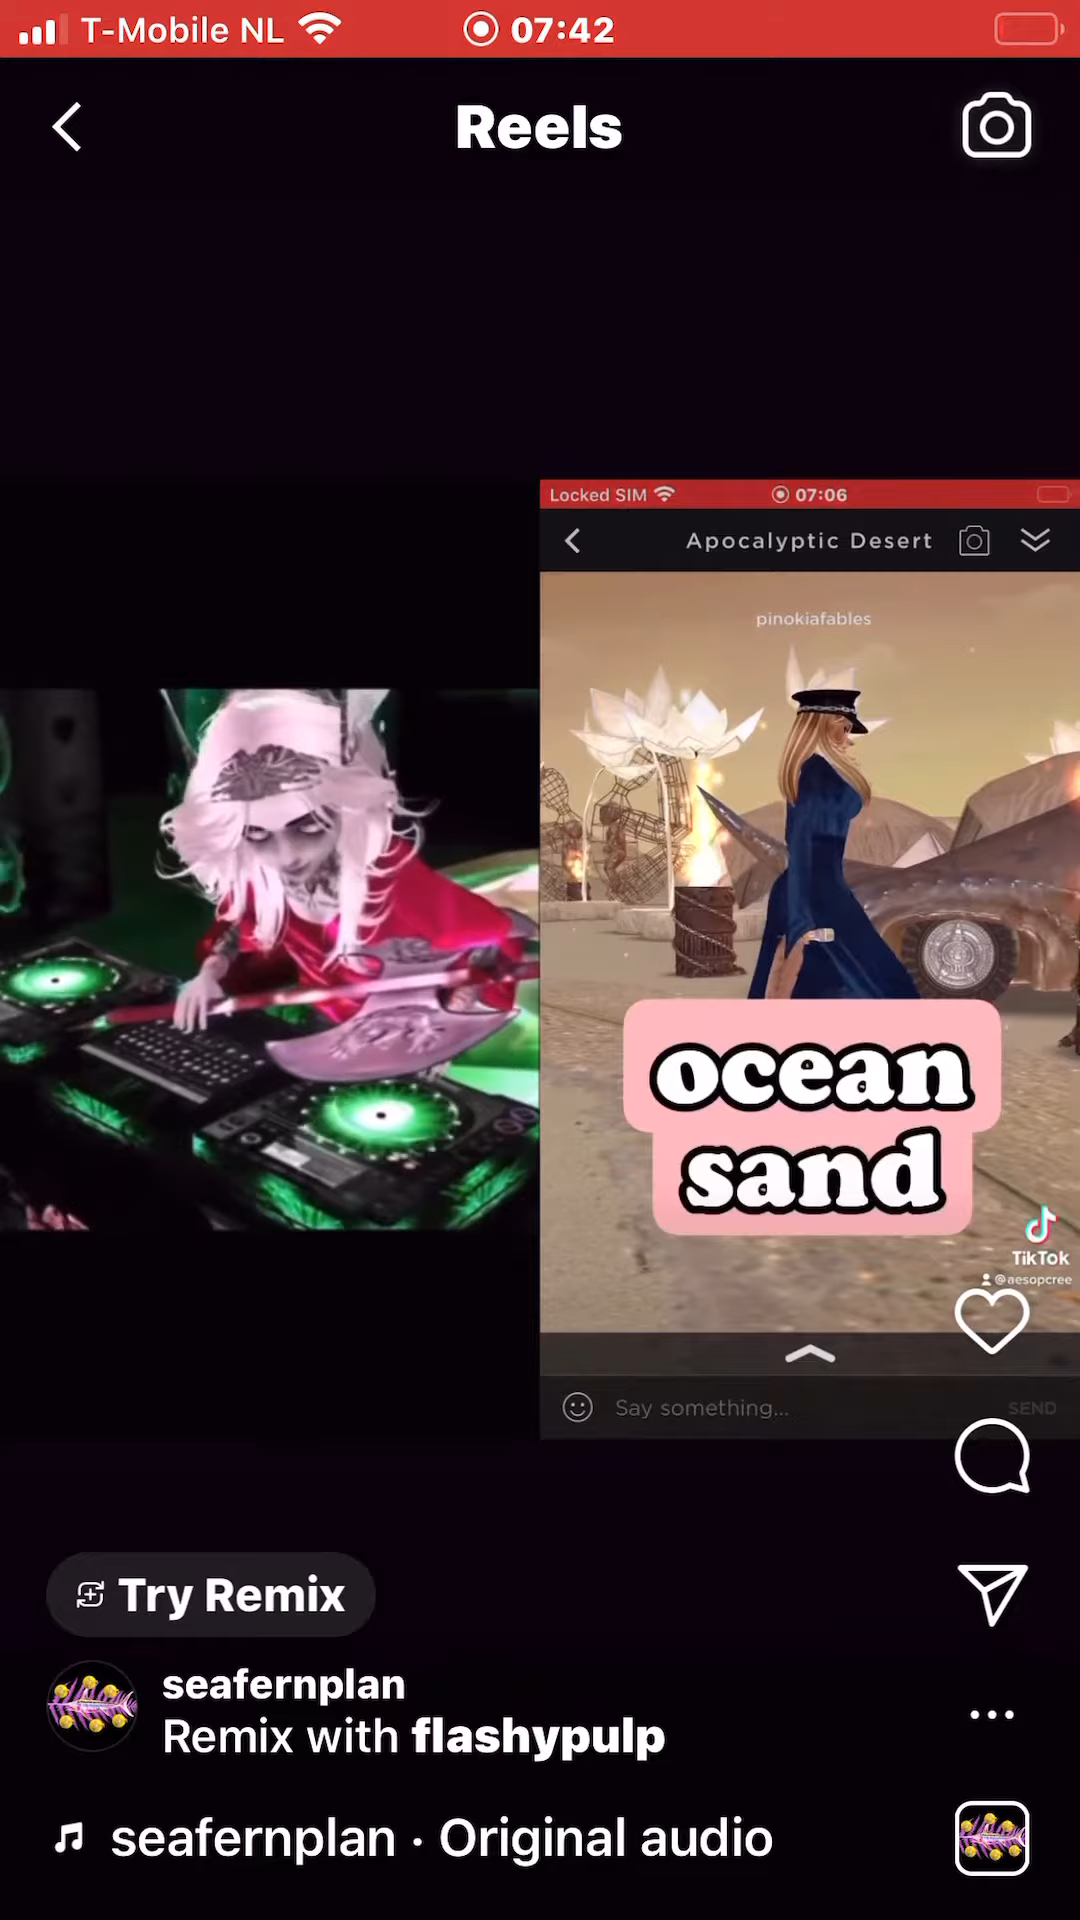 T-Mobile NL 07:42
Reels
Locked SIM 07:06
Apocalyptic Desert
pinokiafables
ocean
sand
TikTok
@aesopcree
Say something... SEND
Try Remix
seafernplan
Remix with flashypulp
seafernplan · Original audio